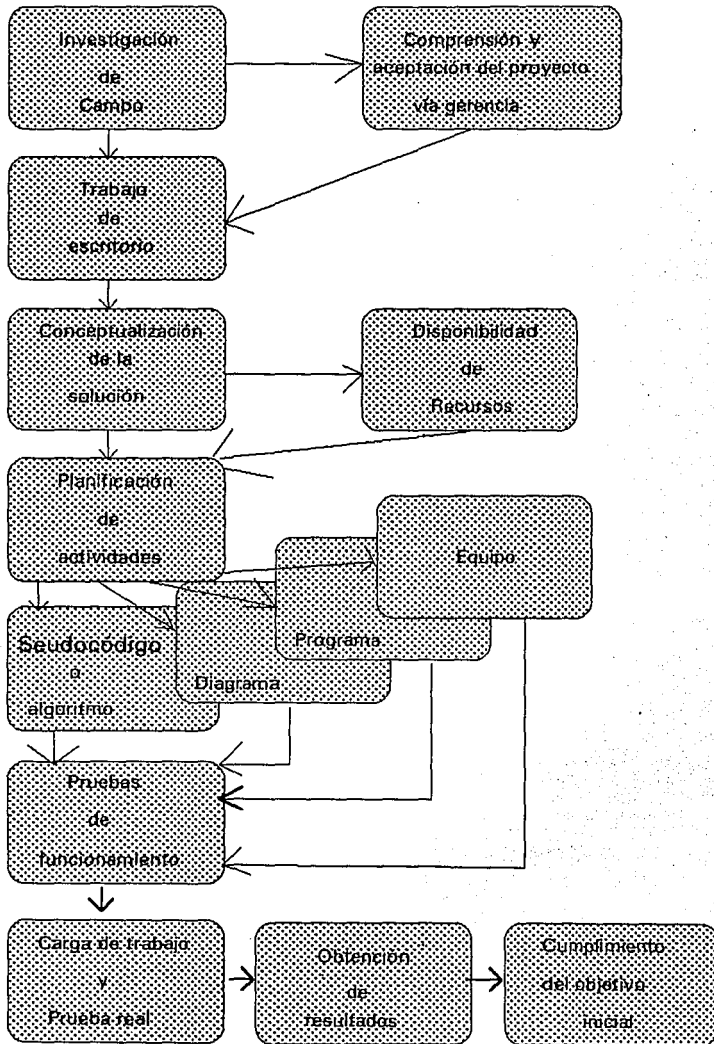 Investigación
de
Campo
Comprensión y
aceptación del proyecto
vía gerencia
Trabajo
de
escritorio
Conceptualización
de la
solución
Disponibilidad
de
Recursos
Planificación
de
actividades
Equipo
Programa
Diagrama
Seudocódigo
o
algoritmo
Pruebas
de
funcionamiento
Carga de trabajo
y
Prueba real
Obtención
de
resultados
Cumplimiento
del objetivo
inicial